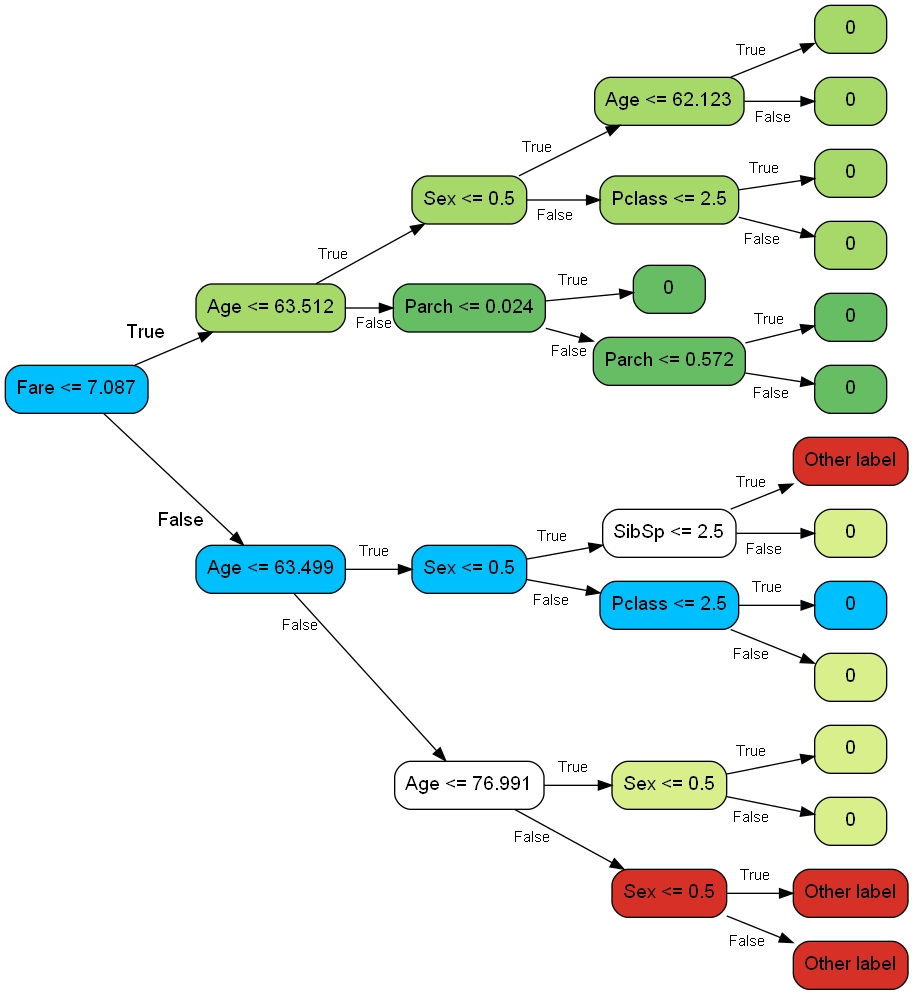 0
True
Age <= 62.123
False
0
True
Sex <= 0.5
False
True
Pclass <= 2.5
False
0
0
True
Age <= 63.512
False
Parch <= 0.024
True
0
False
Parch <= 0.572
True
0
False
0
True
Fare <= 7.087
False
Other label
True
SibSp <= 2.5
False
0
True
Age <= 63.499
True
Sex <= 0.5
False
Pclass <= 2.5
True
0
False
0
False
0
True
Age <= 76.991
True
Sex <= 0.5
False
0
False
Sex <= 0.5
True
Other label
False
Other label